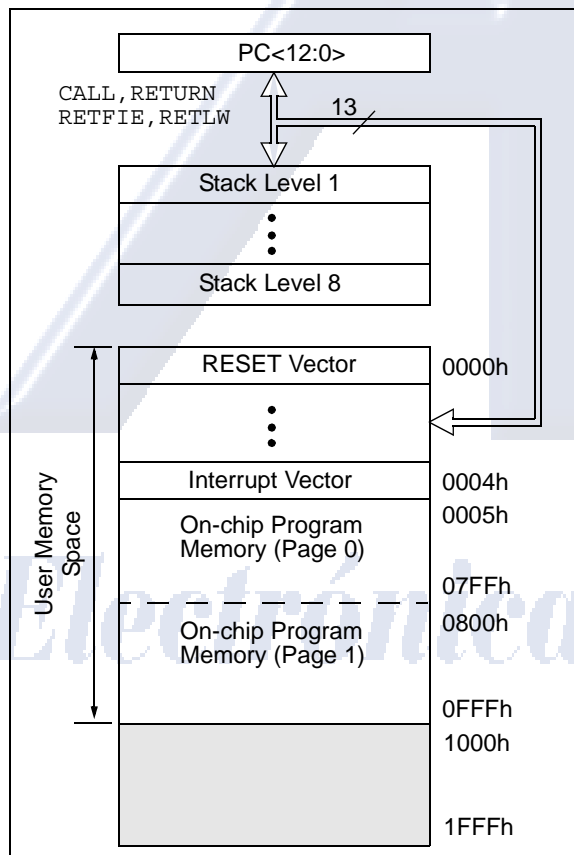 PC<12:0>
CALL,RETURN
RETFIE,RETLW
13
Stack Level 1
Stack Level 8
RESET Vector
0000h
Interrupt Vector
0004h
0005h
On-chip Program
Memory (Page 0)
07FFh
0800h
On-chip Program
Memory (Page 1)
0FFFh
1000h
1FFFh
User Memory
Space
Electrónica